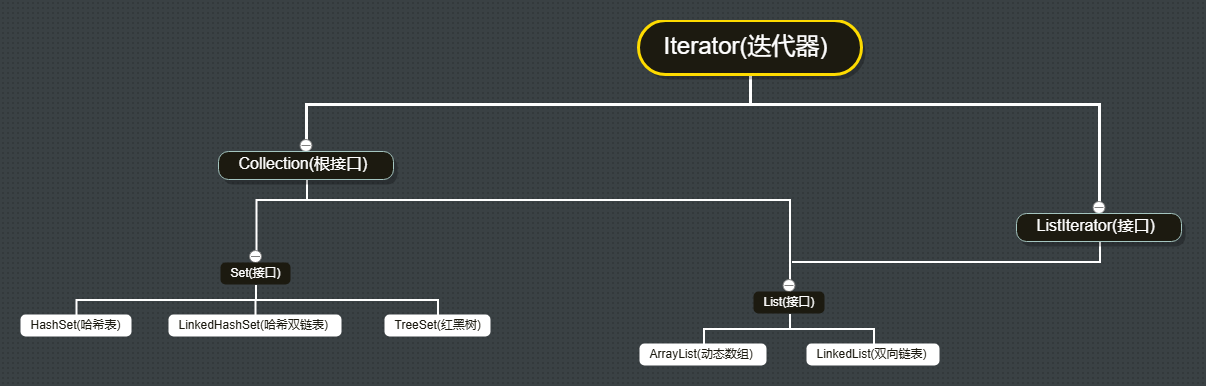 Iterator(迭代器)
Collection(根接口)
ListIterator(接口)
Set(接口)
List(接口)
HashSet(哈希表)
LinkedHashSet(哈希双链表)
TreeSet(红黑树)
ArrayList(动态数组)
LinkedList(双向链表)